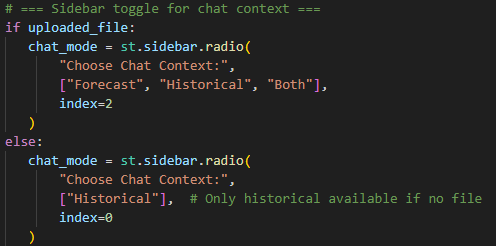 # === Sidebar toggle for chat context ===
if uploaded_file:
    chat_mode = st.sidebar.radio(
        "Choose Chat Context:",
        ["Forecast", "Historical", "Both"],
        index=2
    )
else:
    chat_mode = st.sidebar.radio(
        "Choose Chat Context:",
        ["Historical"],  # Only historical available if no file
        index=0
    )